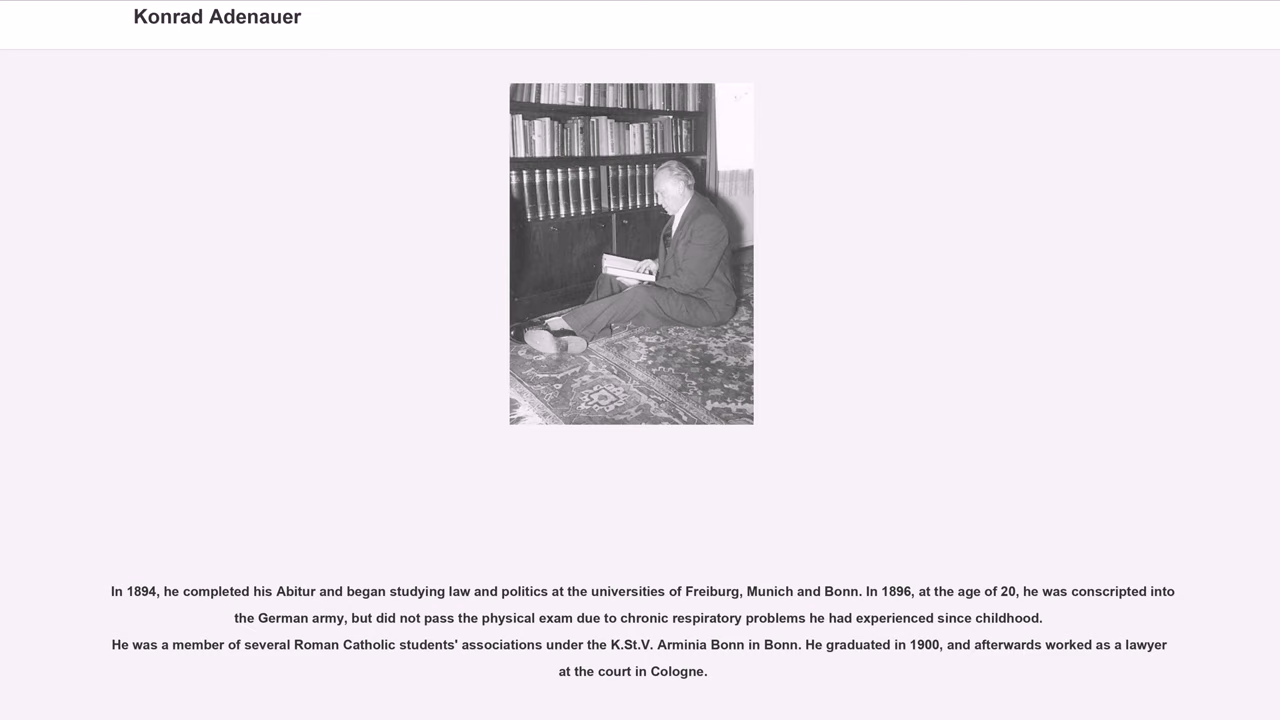 Konrad Adenauer
In 1894, he completed his Abitur and began studying law and politics at the universities of Freiburg, Munich and Bonn. In 1896, at the age of 20, he was conscripted into
the German army, but did not pass the physical exam due to chronic respiratory problems he had experienced since childhood.
He was a member of several Roman Catholic students' associations under the K.St.V. Arminia Bonn in Bonn. He graduated in 1900, and afterwards worked as a lawyer
at the court in Cologne.